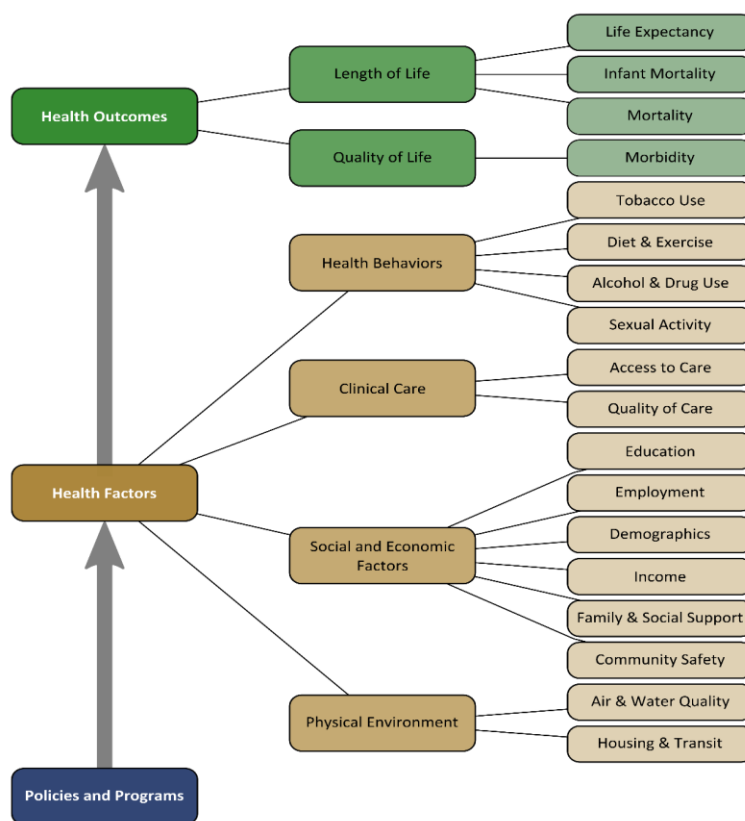 Health Outcomes
Length of Life
Life Expectancy
Infant Mortality
Mortality
Quality of Life
Morbidity
Health Factors
Health Behaviors
Tobacco Use
Diet & Exercise
Alcohol & Drug Use
Sexual Activity
Clinical Care
Access to Care
Quality of Care
Social and Economic
Factors
Education
Employment
Demographics
Income
Family & Social Support
Community Safety
Physical Environment
Air & Water Quality
Housing & Transit
Policies and Programs